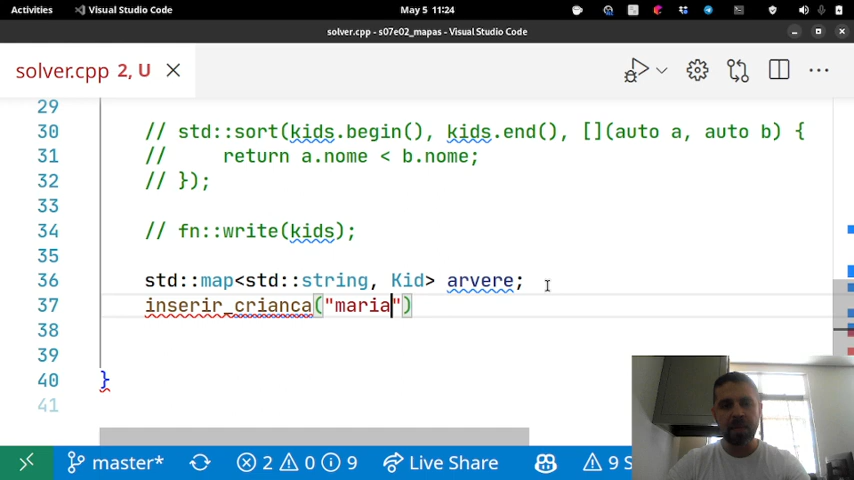 Activities Visual Studio Code May 5 11:24
solver.cpp - s07e02_mapas - Visual Studio Code
solver.cpp 2, U
29
30 // std::sort(kids.begin(), kids.end(), [](auto a, auto b) {
31 // return a.nome < b.nome;
32 // });
33
34 // fn::write(kids);
35
36 std::map<std::string, Kid> arvere;
37 inserir_crianca("maria")
38
39
40 }
41
master* 2 0 9 Live Share 9 S